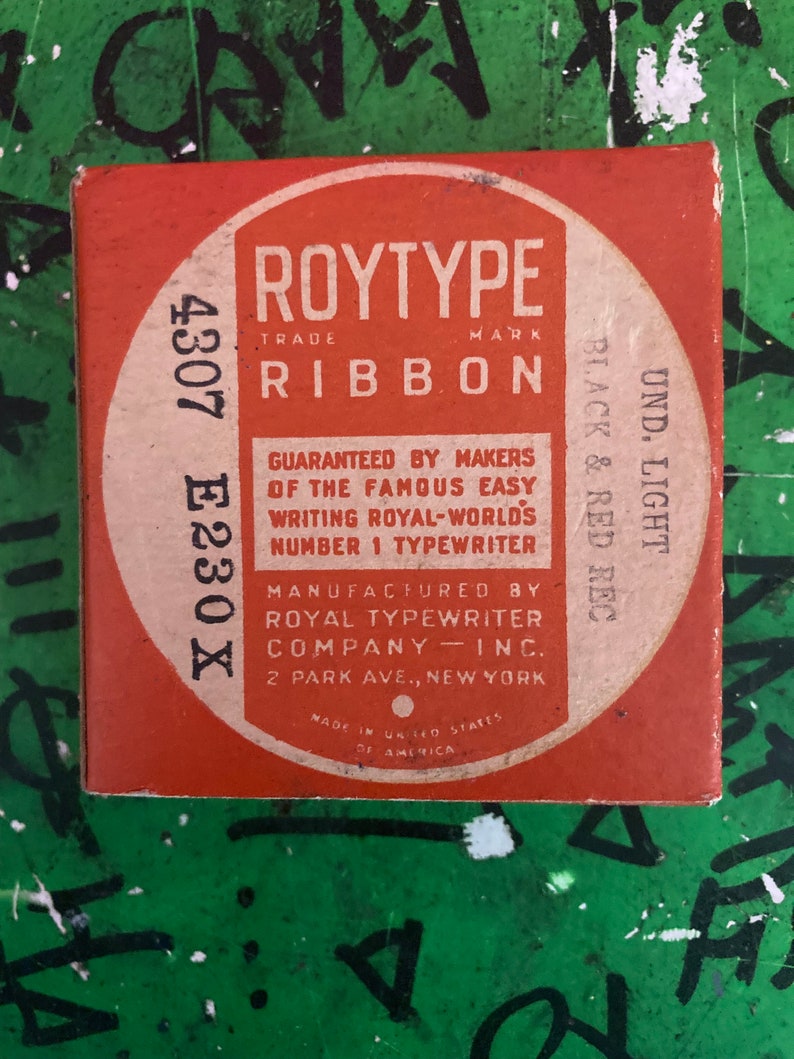 ROYTYPE
TRADE MARK
RIBBON
GUARANTEED BY MAKERS
OF THE FAMOUS EASY
WRITING ROYAL-WORLD'S
NUMBER 1 TYPEWRITER
MANUFACTURED BY
ROYAL TYPEWRITER
COMPANY — INC.
2 PARK AVE., NEW YORK
MADE IN UNITED STATES
OF AMERICA
4307 E230X
UND. LIGHT
BLACK & RED REC